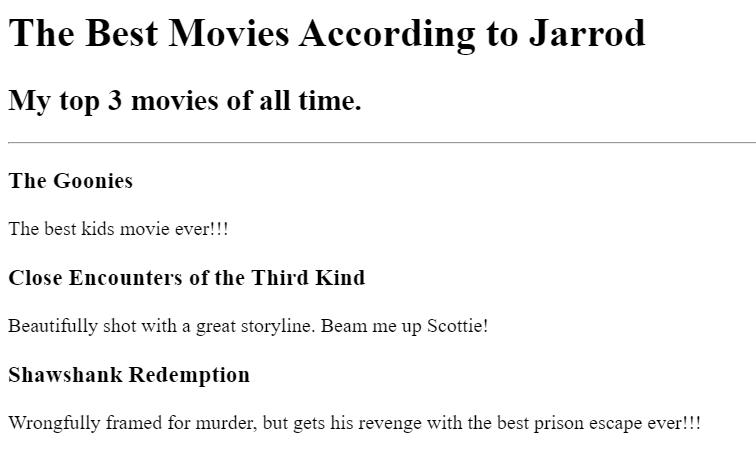 The Best Movies According to Jarrod
My top 3 movies of all time.
The Goonies
The best kids movie ever!!!
Close Encounters of the Third Kind
Beautifully shot with a great storyline. Beam me up Scottie!
Shawshank Redemption
Wrongfully framed for murder, but gets his revenge with the best prison escape ever!!!